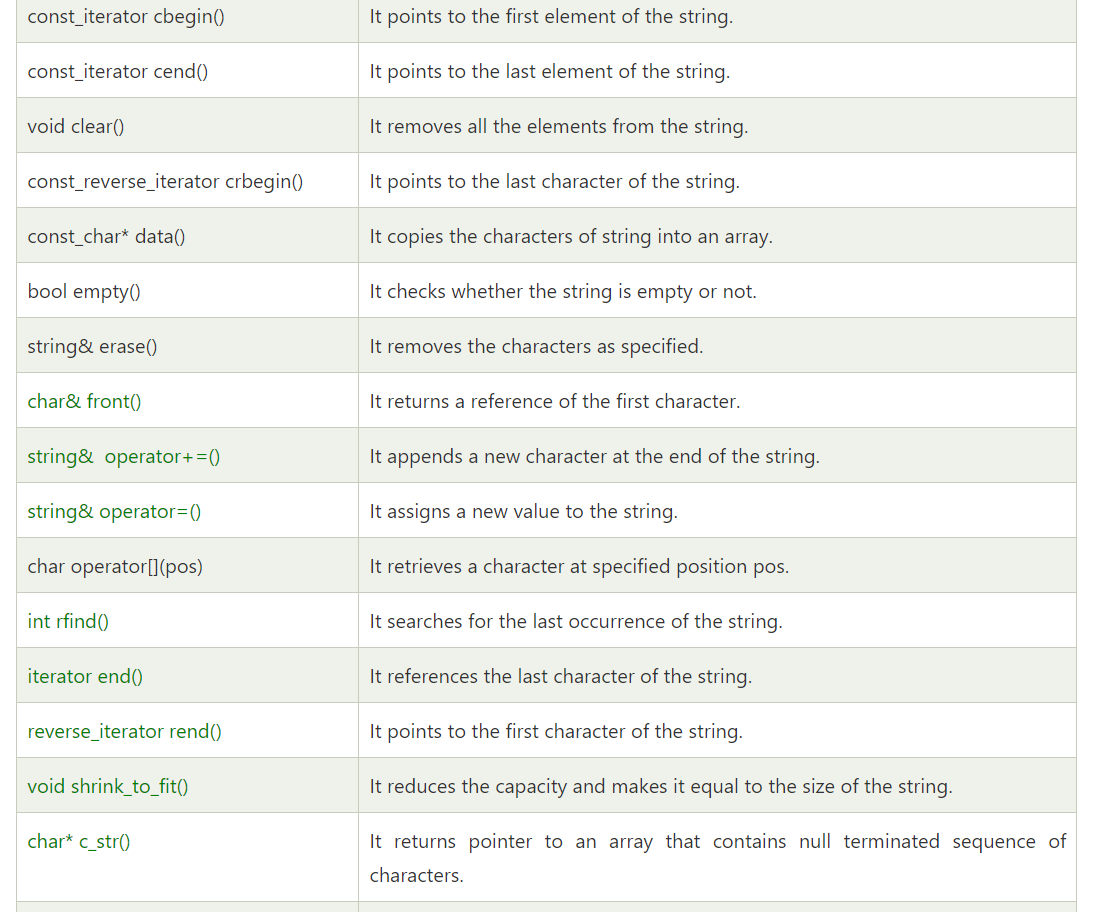 const_iterator cbegin() It points to the first element of the string.
const_iterator cend() It points to the last element of the string.
void clear() It removes all the elements from the string.
const_reverse_iterator crbegin() It points to the last character of the string.
const_char* data() It copies the characters of string into an array.
bool empty() It checks whether the string is empty or not.
string& erase() It removes the characters as specified.
char& front() It returns a reference of the first character.
string&  operator+=() It appends a new character at the end of the string.
string& operator=() It assigns a new value to the string.
char operator[](pos) It retrieves a character at specified position pos.
int rfind() It searches for the last occurrence of the string.
iterator end() It references the last character of the string.
reverse_iterator rend() It points to the first character of the string.
void shrink_to_fit() It reduces the capacity and makes it equal to the size of the string.
char* c_str() It returns pointer to an array that contains null terminated sequence of
characters.